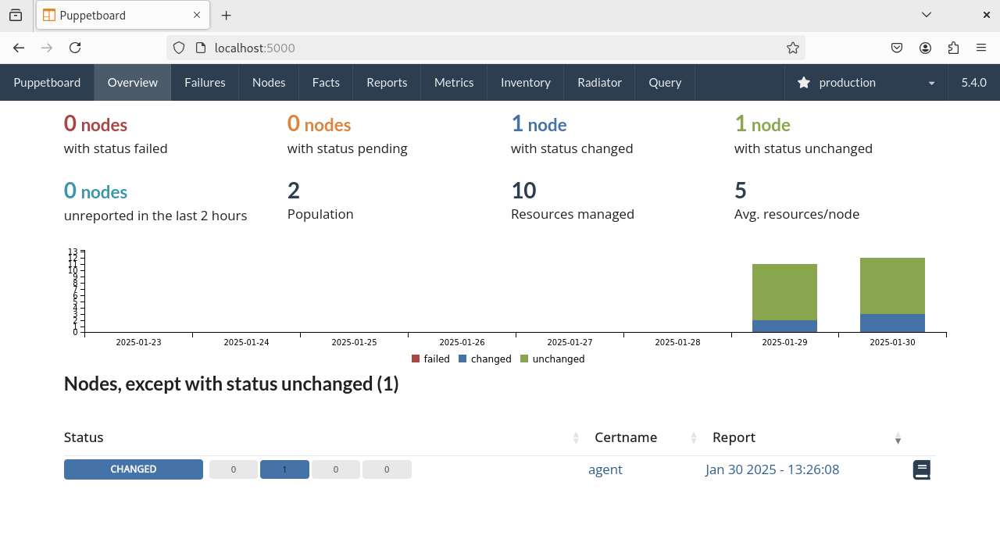 Puppetboard
localhost:5000
Puppetboard Overview Failures Nodes Facts Reports Metrics Inventory Radiator Query production 5.4.0
0 nodes 0 nodes 1 node 1 node
with status failed with status pending with status changed with status unchanged
0 nodes 2 10 5
unreported in the last 2 hours Population Resources managed Avg. resources/node
13
12
11
10
9
8
7
6
5
4
3
2
1
0
2025-01-23 2025-01-24 2025-01-25 2025-01-26 2025-01-27 2025-01-28 2025-01-29 2025-01-30
failed changed unchanged
Nodes, except with status unchanged (1)
Status Certname Report
CHANGED 0 1 0 0 agent Jan 30 2025 - 13:26:08